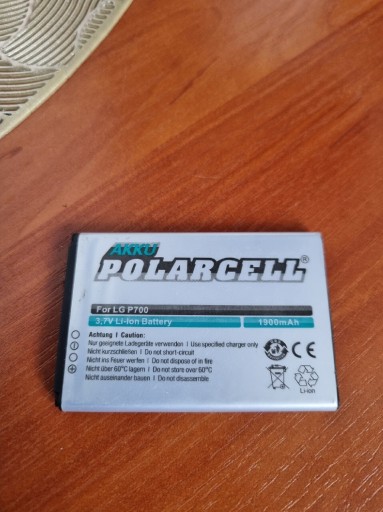 AKKU
POLARCELL®
For LG P700
3,7V Li-Ion Battery 1900mAh
Achtung | Caution:
Nur geeignete Ladegeräte verwenden | Use specified charger only
Nicht kurzschließen | Do not short-circuit
Nicht ins Feuer werfen | Do not dispose of in fire
Nicht über 60°C lagern | Do not store over 60°C
Nicht auseinander bauen | Do not disassemble
CE
Li-ion